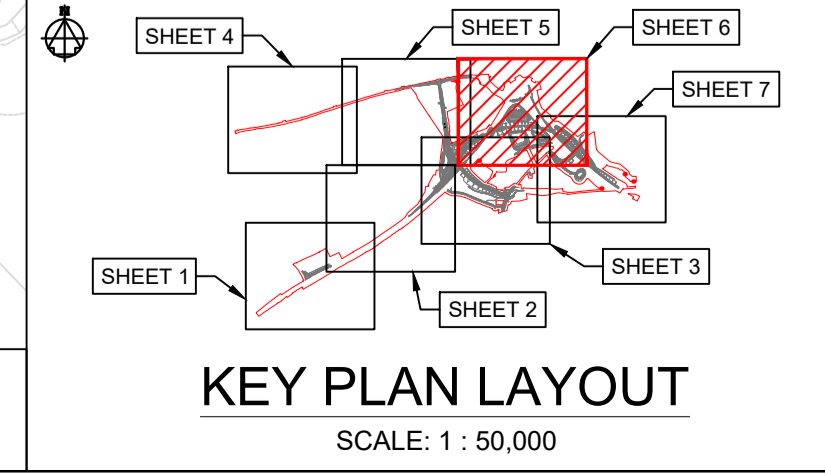 N
SHEET 5
SHEET 6
SHEET 4
SHEET 7
SHEET 1
SHEET 3
SHEET 2
KEY PLAN LAYOUT
SCALE: 1 : 50,000